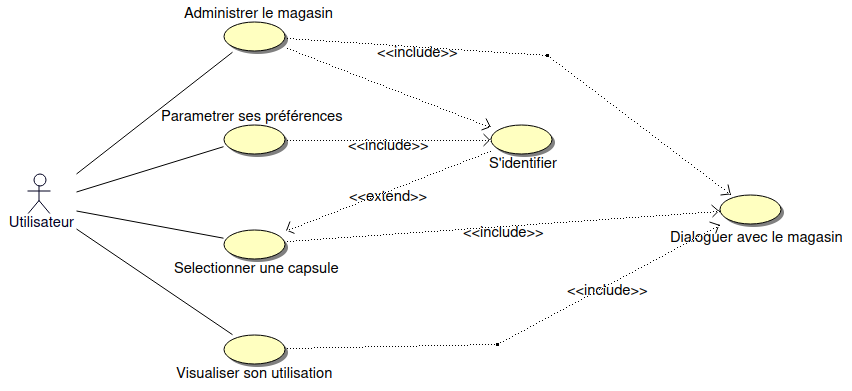 Administrer le magasin
<<include>>
Parametrer ses préférences
<<include>>
S'identifier
<<extend>>
Utilisateur
<<include>>
Dialoguer avec le magasin
Selectionner une capsule
<<include>>
Visualiser son utilisation